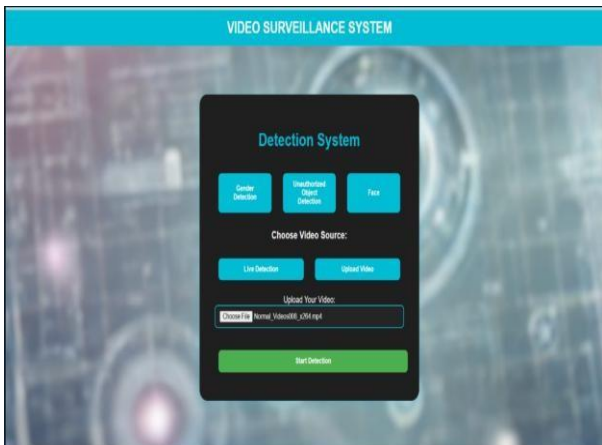 VIDEO SURVEILLANCE SYSTEM
Detection System
Gender
Detection
Unauthorized
Object
Detection
Face
Choose Video Source:
Live Detection
Upload Video
Upload Your Video:
Choose File
Start Detection